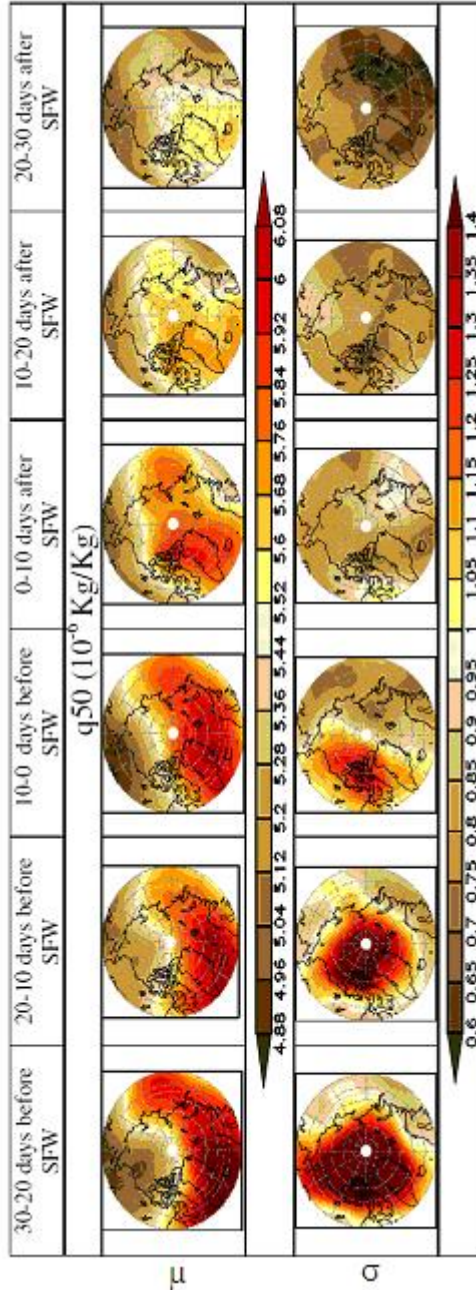 30-20 days before SFW
20-10 days before SFW
10-0 days before SFW
0-10 days after SFW
10-20 days after SFW
20-30 days after SFW
q50 (10⁻⁶ Kg/Kg)
μ
4.88 4.96 5.04 5.12 5.2 5.28 5.36 5.44 5.52 5.6 5.68 5.76 5.84 5.92 6 6.08
σ
0.6 0.65 0.7 0.75 0.8 0.85 0.9 0.95 1.05 1.1 1.15 1.2 1.25 1.3 1.35 1.4